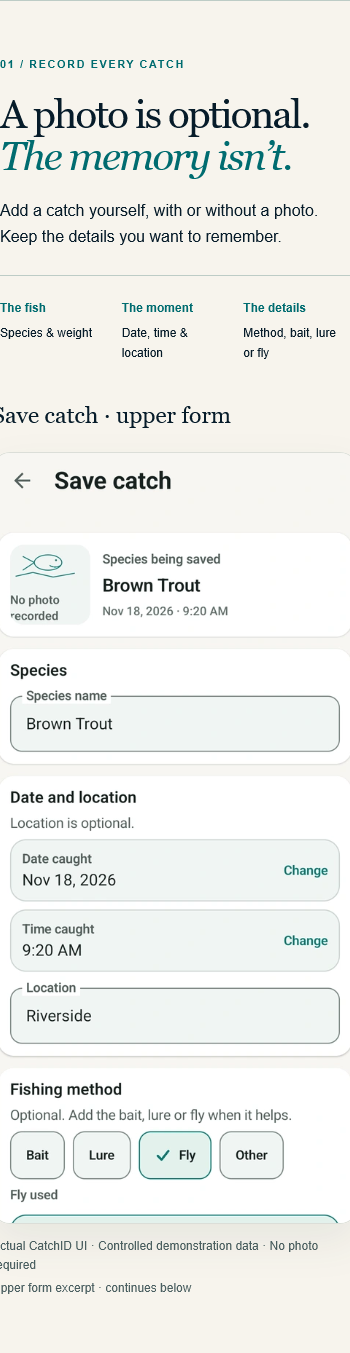 01 / RECORD EVERY CATCH
A photo is optional.
The memory isn't.
Add a catch yourself, with or without a photo.
Keep the details you want to remember.
The fish
Species & weight
The moment
Date, time &
location
The details
Method, bait, lure
or fly
Save catch · upper form
Save catch
No photo
recorded
Species being saved
Brown Trout
Nov 18, 2026 · 9:20 AM
Species
Species name
Brown Trout
Date and location
Location is optional.
Date caught
Nov 18, 2026
Change
Time caught
9:20 AM
Change
Location
Riverside
Fishing method
Optional. Add the bait, lure or fly when it helps.
Bait
Lure
Fly
Other
Fly used
ctual CatchID UI · Controlled demonstration data · No photo
equired
pper form excerpt · continues below